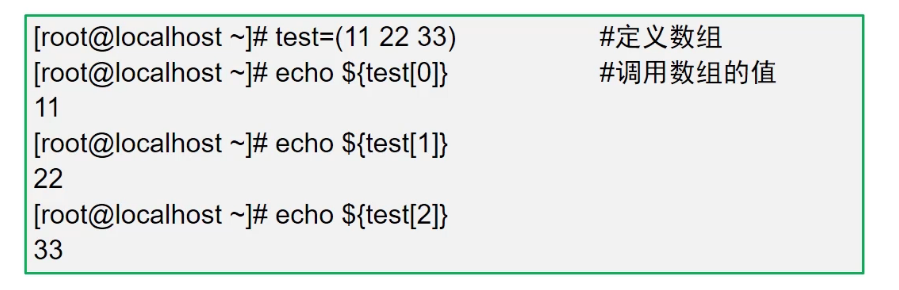 [root@localhost ~]# test=(11 22 33) #定义数组
[root@localhost ~]# echo ${test[0]} #调用数组的值
11
[root@localhost ~]# echo ${test[1]}
22
[root@localhost ~]# echo ${test[2]}
33